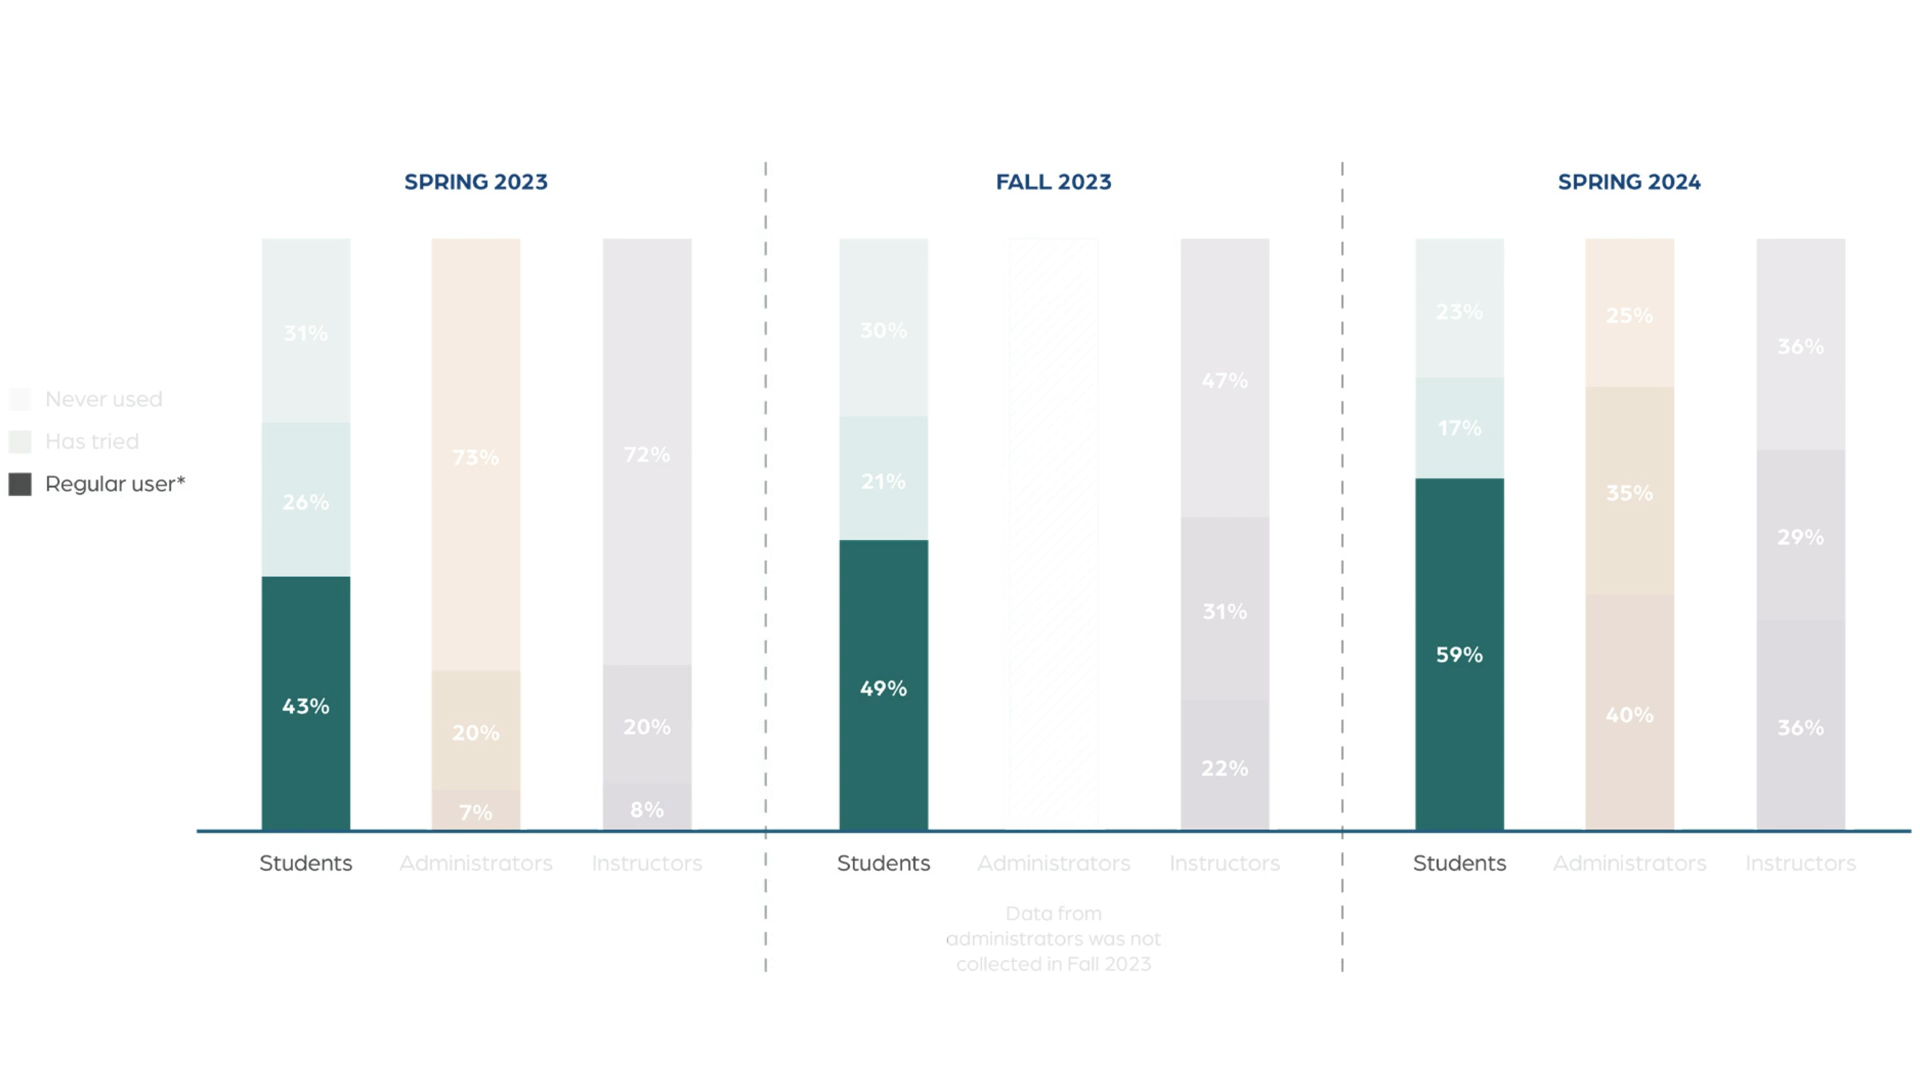 SPRING 2023
FALL 2023
SPRING 2024
Never used
Has tried
Regular user*
31%
26%
43%
73%
20%
7%
72%
20%
8%
30%
21%
49%
47%
31%
22%
23%
17%
59%
25%
35%
40%
36%
29%
36%
Students
Administrators
Instructors
Students
Administrators
Instructors
Students
Administrators
Instructors
Data from
administrators was not
collected in Fall 2023